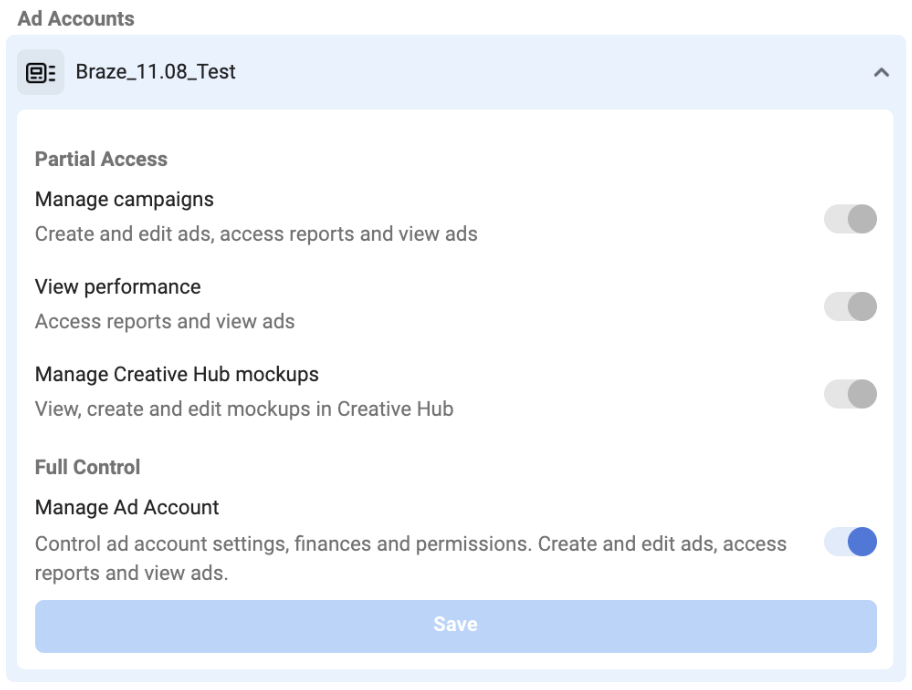 Ad Accounts
Braze_11.08_Test
Partial Access
Manage campaigns
Create and edit ads, access reports and view ads
View performance
Access reports and view ads
Manage Creative Hub mockups
View, create and edit mockups in Creative Hub
Full Control
Manage Ad Account
Control ad account settings, finances and permissions. Create and edit ads, access
reports and view ads.
Save